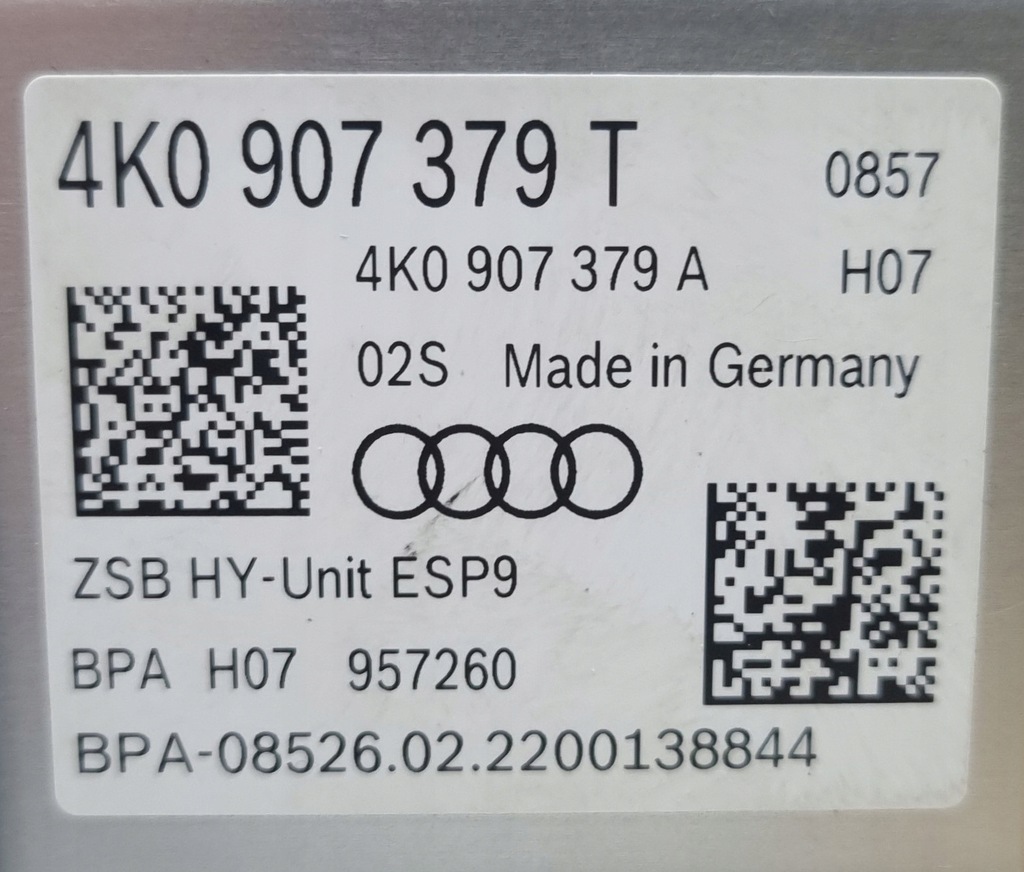 4K0 907 379 T 0857
4K0 907 379 A H07
02S Made in Germany
ZSB HY-Unit ESP9
BPA H07 957260
BPA-08526.02.2200138844